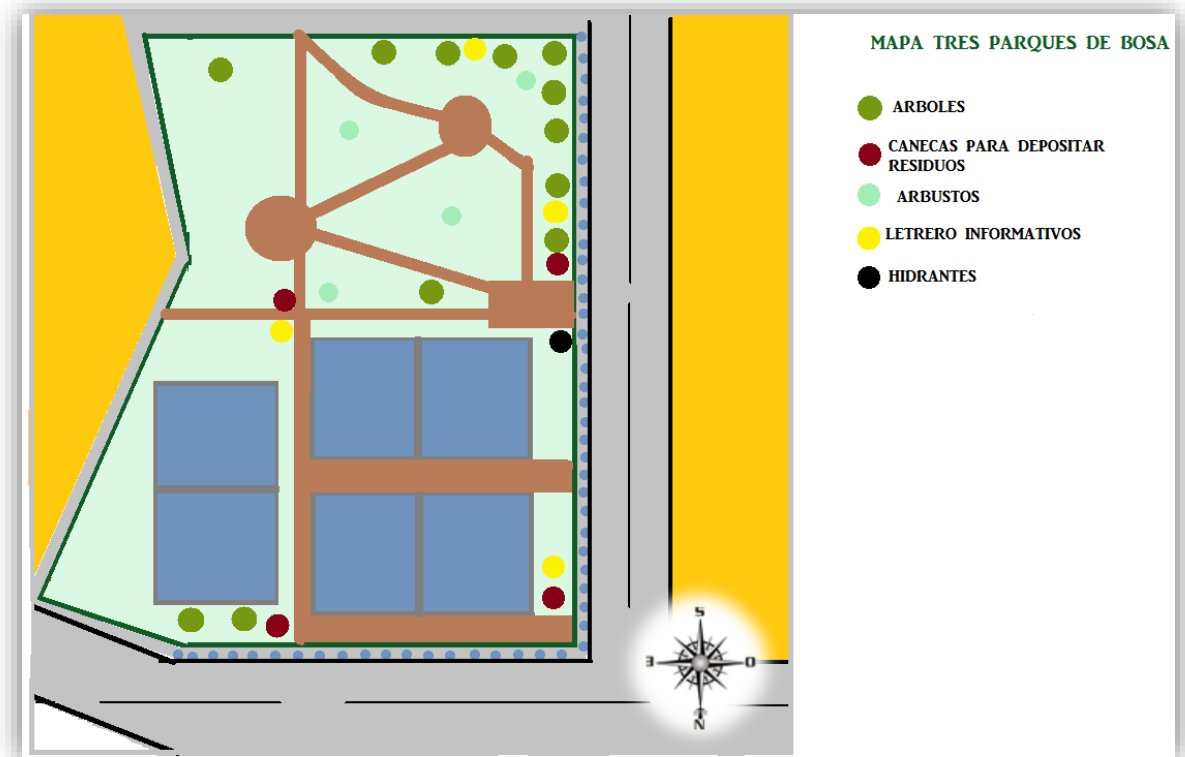 MAPA TRES PARQUES DE BOSA
ARBOLES
CANECAS PARA DEPOSITAR
RESIDUOS
ARBUSTOS
LETRERO INFORMATIVOS
HIDRANTES
S
E O
N